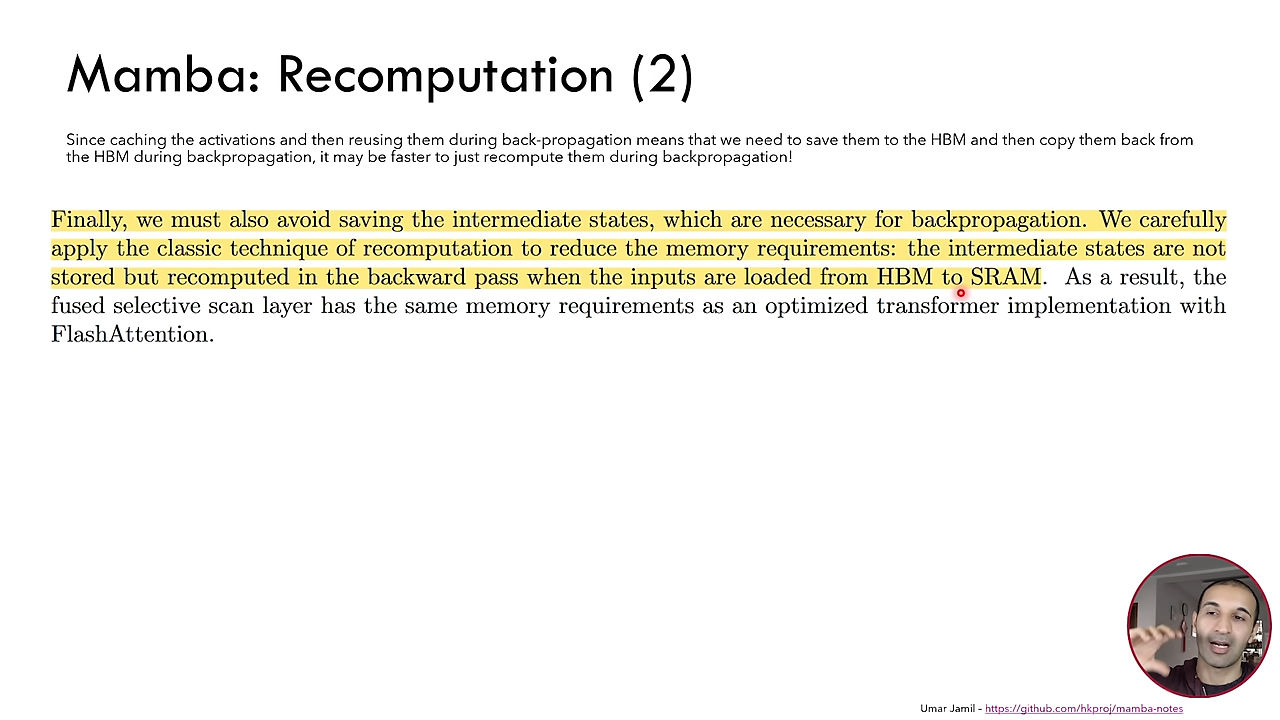 Mamba: Recomputation (2)
Since caching the activations and then reusing them during back-propagation means that we need to save them to the HBM and then copy them back from
the HBM during backpropagation, it may be faster to just recompute them during backpropagation!
Finally, we must also avoid saving the intermediate states, which are necessary for backpropagation. We carefully
apply the classic technique of recomputation to reduce the memory requirements: the intermediate states are not
stored but recomputed in the backward pass when the inputs are loaded from HBM to SRAM. As a result, the
fused selective scan layer has the same memory requirements as an optimized transformer implementation with
FlashAttention.
Umar Jamil – https://github.com/hkproj/mamba-notes